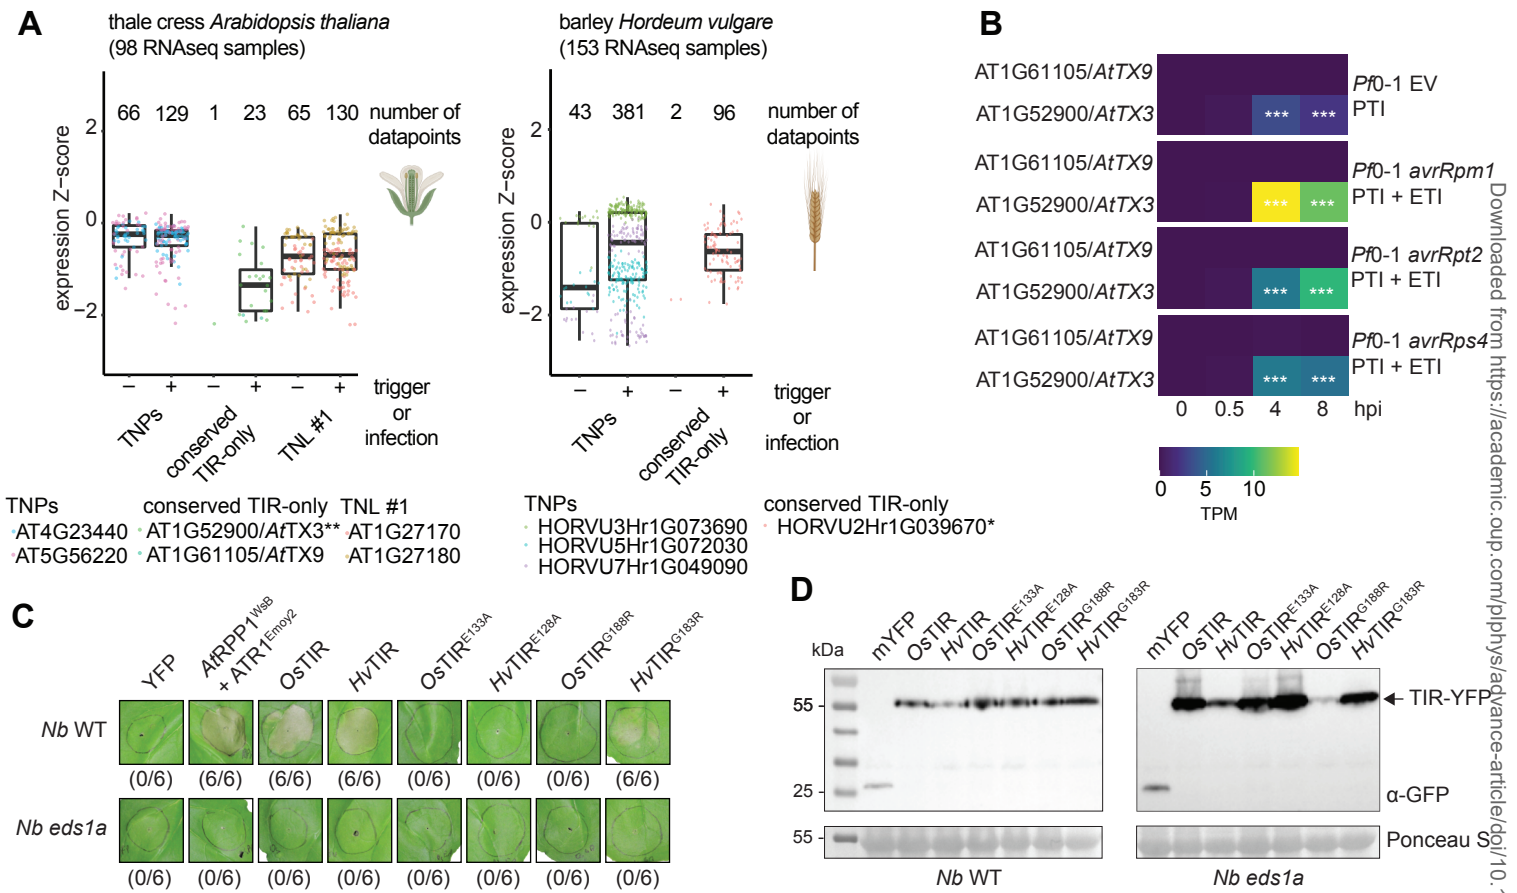 A
thale cress Arabidopsis thaliana
(98 RNAseq samples)
expression Z−score
2
0
−2
66 129 1 23 65 130
number of
datapoints
− + − + − +
trigger
or
infection
TNPs
conserved
TIR-only
TNL #1
TNPs
AT4G23440
AT5G56220
conserved TIR-only
AT1G52900/AtTX3**
AT1G61105/AtTX9
TNL #1
AT1G27170
AT1G27180
barley Hordeum vulgare
(153 RNAseq samples)
expression Z−score
2
0
−2
43 381 2 96
number of
datapoints
− + − +
trigger
or
infection
TNPs
conserved
TIR-only
TNPs
HORVU3Hr1G073690
HORVU5Hr1G072030
HORVU7Hr1G049090
conserved TIR-only
HORVU2Hr1G039670*
B
AT1G61105/AtTX9
AT1G52900/AtTX3
*** ***
Pf0-1 EV
PTI
AT1G61105/AtTX9
AT1G52900/AtTX3
*** ***
Pf0-1 avrRpm1
PTI + ETI
AT1G61105/AtTX9
AT1G52900/AtTX3
*** ***
Pf0-1 avrRpt2
PTI + ETI
AT1G61105/AtTX9
AT1G52900/AtTX3
*** ***
Pf0-1 avrRps4
PTI + ETI
0 0.5 4 8 hpi
0 5 10
TPM
C
YFP
AtRPP1WsB
+ ATR1Emoy2
OsTIR
HvTIR
OsTIRE133A
HvTIRE128A
OsTIRG188R
HvTIRG183R
Nb WT
(0/6) (6/6) (6/6) (6/6) (0/6) (0/6) (0/6) (6/6)
Nb eds1a
(0/6) (0/6) (0/6) (0/6) (0/6) (0/6) (0/6) (0/6)
D
kDa
mYFP
OsTIR
HvTIR
OsTIRE133A
HvTIRE128A
OsTIRG188R
HvTIRG183R
mYFP
OsTIR
HvTIR
OsTIRE133A
HvTIRE128A
OsTIRG188R
HvTIRG183R
55
25
55
← TIR-YFP
α-GFP
Ponceau S
Nb WT
Nb eds1a
Downloaded from https://academic.oup.com/plphys/advance-article/doi/10.